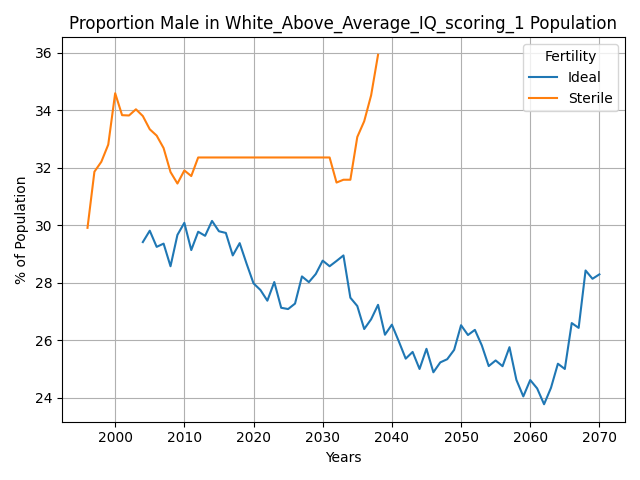 Proportion Male in White_Above_Average_IQ_scoring_1 Population
36
34
32
30
28
26
24
% of Population
Fertility
Ideal
Sterile
2000 2010 2020 2030 2040 2050 2060 2070
Years